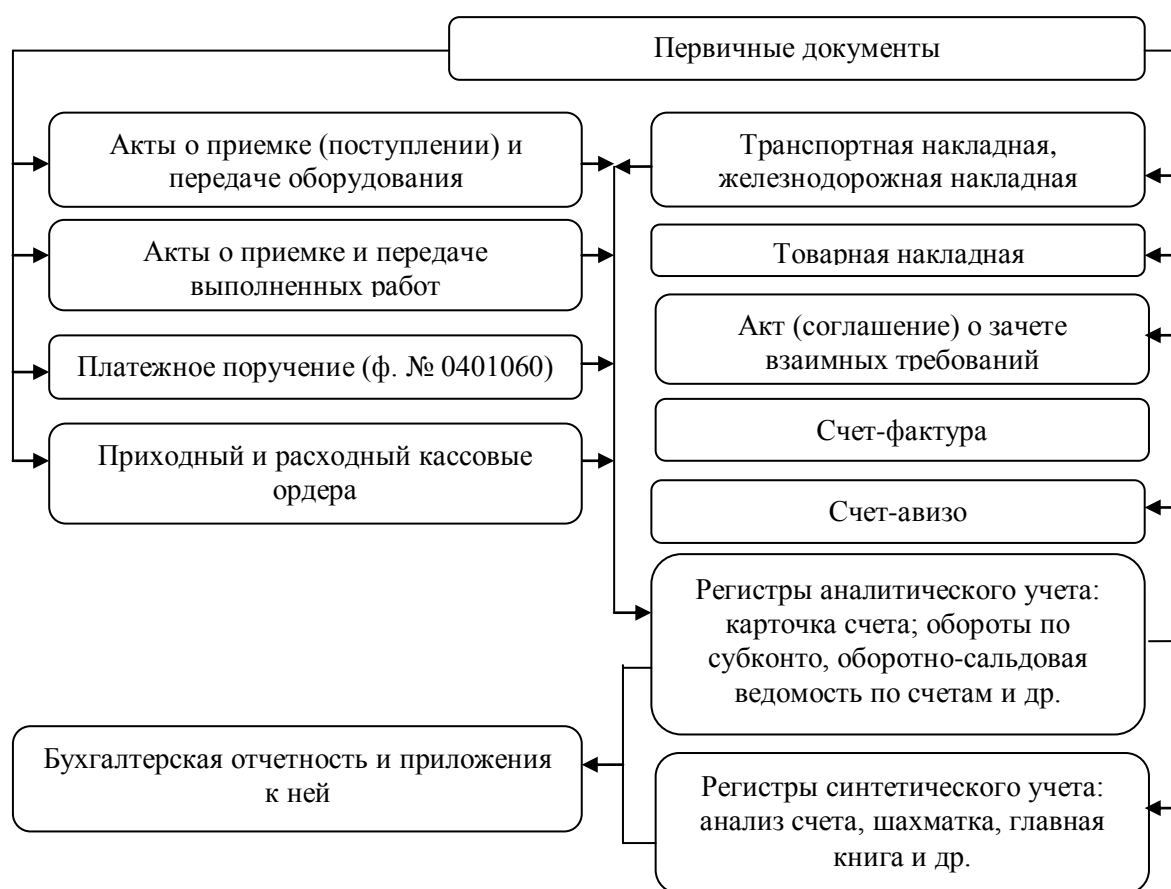 Первичные документы
Акты о приемке (поступлении) и
передаче оборудования
Транспортная накладная,
железнодорожная накладная
Акты о приемке и передаче
выполненных работ
Товарная накладная
Акт (соглашение) о зачете
взаимных требований
Платежное поручение (ф. № 0401060)
Счет-фактура
Приходный и расходный кассовые
ордера
Счет-авизо
Регистры аналитического учета:
карточка счета; обороты по
субконто, оборотно-сальдовая
ведомость по счетам и др.
Бухгалтерская отчетность и приложения
к ней
Регистры синтетического учета:
анализ счета, шахматка, главная
книга и др.